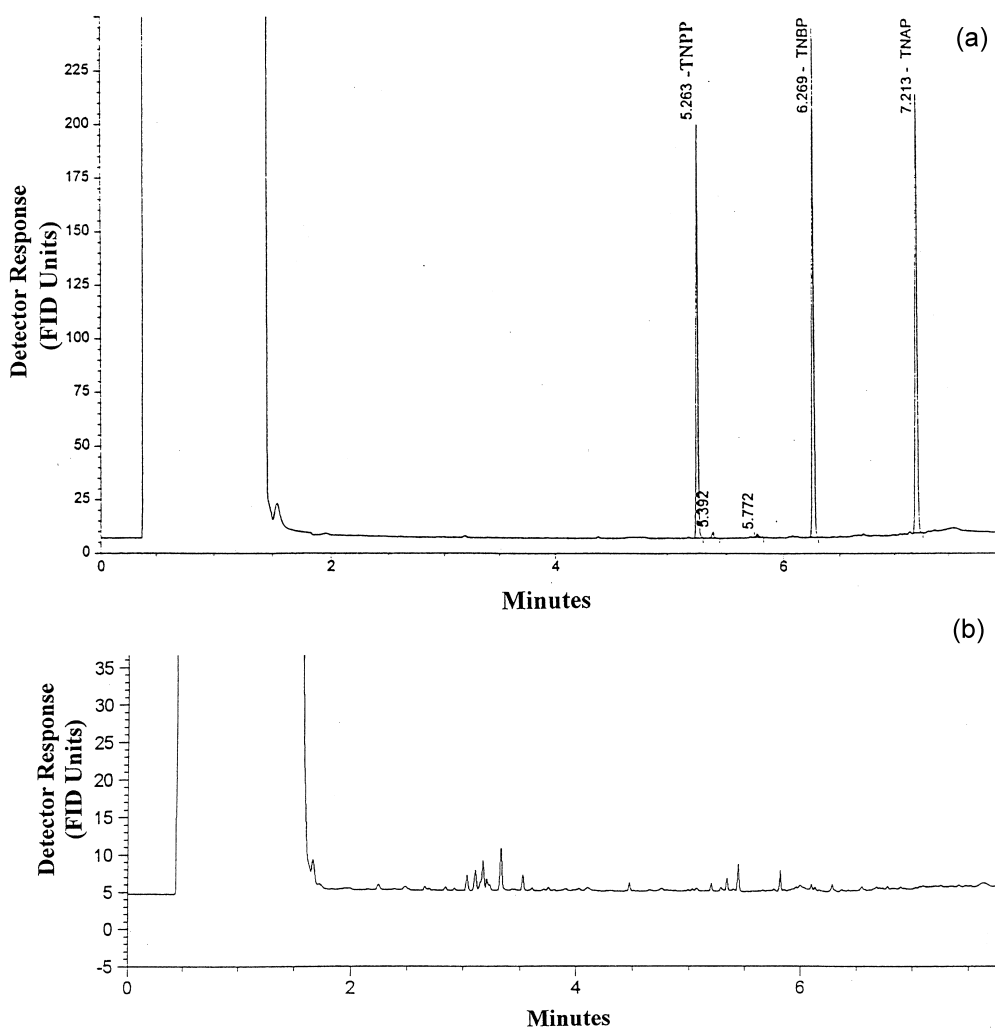 (a)
5.263 -TNPP
6.269 - TNBP
7.213 - TNAP
225
200
175
150
125
100
75
50
25
0
5.392
5.772
Detector Response
(FID Units)
0
2
4
6
Minutes
(b)
35
30
25
20
15
10
5
0
-5
Detector Response
(FID Units)
0
2
4
6
Minutes